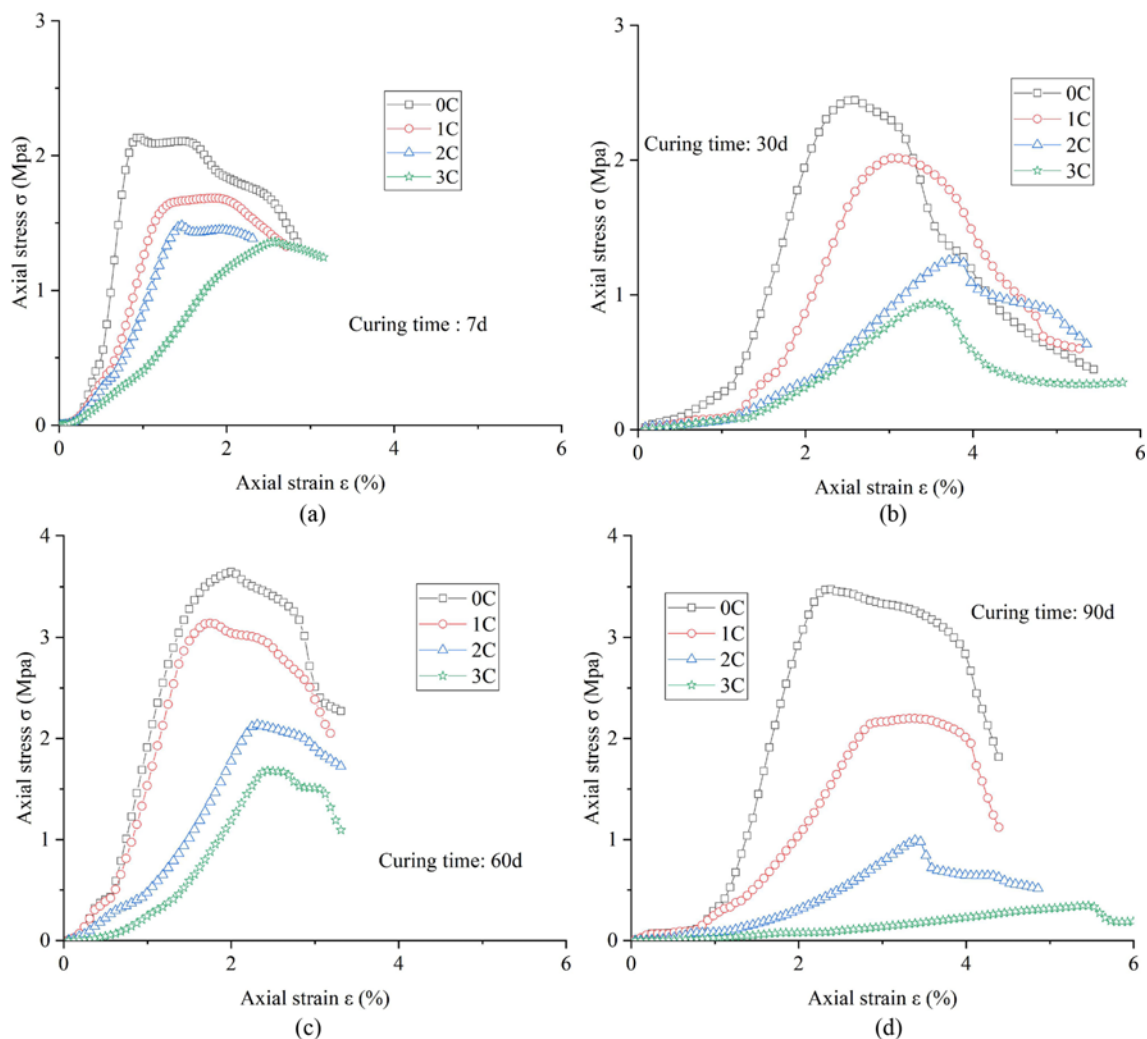 3
2
1
0
0
2
4
6
Axial stress σ (Mpa)
Axial strain ε (%)
0C
1C
2C
3C
Curing time : 7d
(a)
3
2
1
0
0
2
4
6
Axial stress σ (Mpa)
Axial strain ε (%)
0C
1C
2C
3C
Curing time: 30d
(b)
4
3
2
1
0
0
2
4
6
Axial stress σ (Mpa)
Axial strain ε (%)
0C
1C
2C
3C
Curing time: 60d
(c)
4
3
2
1
0
0
2
4
6
Axial stress σ (Mpa)
Axial strain ε (%)
0C
1C
2C
3C
Curing time: 90d
(d)